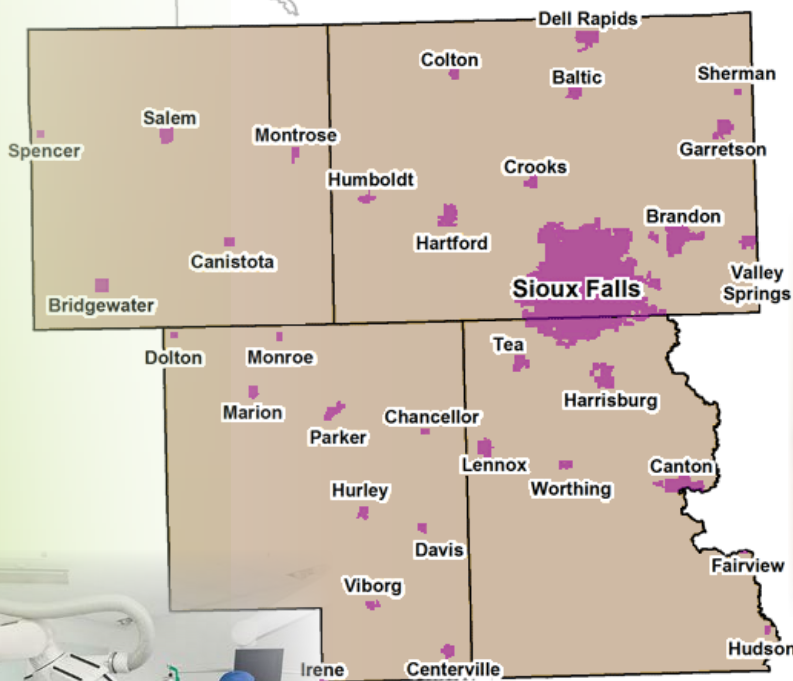 Dell Rapids
Colton
Baltic
Sherman
Salem
Montrose
Spencer
Garretson
Crooks
Humboldt
Brandon
Hartford
Canistota
Valley
Springs
Sioux Falls
Bridgewater
Tea
Dolton
Monroe
Harrisburg
Marion
Chancellor
Parker
Lennox
Canton
Worthing
Hurley
Davis
Fairview
Viborg
Hudson
Irene
Centerville